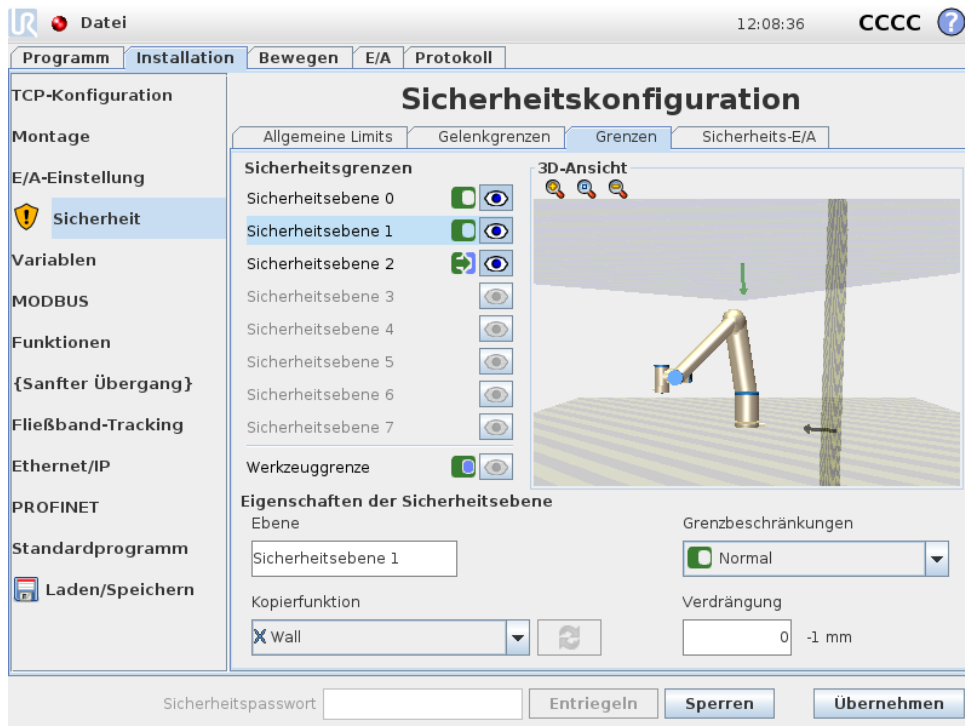 UR Datei 12:08:36 CCCC ?
Programm Installation Bewegen E/A Protokoll
TCP-Konfiguration
Montage
E/A-Einstellung
Sicherheit
Variablen
MODBUS
Funktionen
{Sanfter Übergang}
Fließband-Tracking
Ethernet/IP
PROFINET
Standardprogramm
Laden/Speichern
Sicherheitskonfiguration
Allgemeine Limits Gelenkgrenzen Grenzen Sicherheits-E/A
Sicherheitsgrenzen
Sicherheitsebene 0
Sicherheitsebene 1
Sicherheitsebene 2
Sicherheitsebene 3
Sicherheitsebene 4
Sicherheitsebene 5
Sicherheitsebene 6
Sicherheitsebene 7
Werkzeuggrenze
3D-Ansicht
Eigenschaften der Sicherheitsebene
Ebene
Sicherheitsebene 1
Grenzbeschränkungen
Normal
Kopierfunktion
Wall
Verdrängung
0 -1 mm
Sicherheitspasswort Entriegeln Sperren Übernehmen